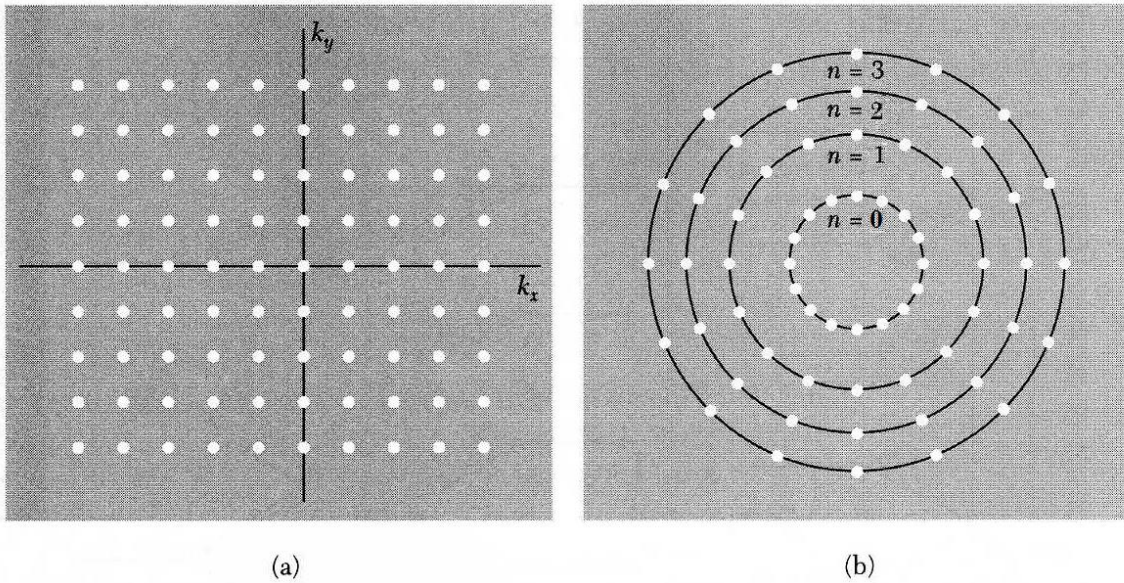 k_y
k_x
n = 3
n = 2
n = 1
n = 0
(a)
(b)